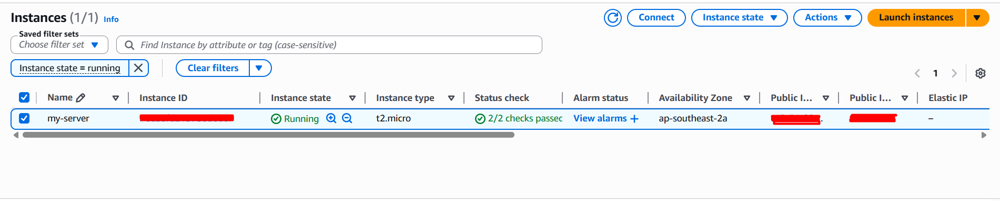 Instances (1/1) Info
Connect Instance state Actions Launch instances
Saved filter sets
Choose filter set Find Instance by attribute or tag (case-sensitive)
Instance state = running Clear filters
1
Name Instance ID Instance state Instance type Status check Alarm status Availability Zone Public I... Public I... Elastic IP
my-server Running t2.micro 2/2 checks passec View alarms + ap-southeast-2a –